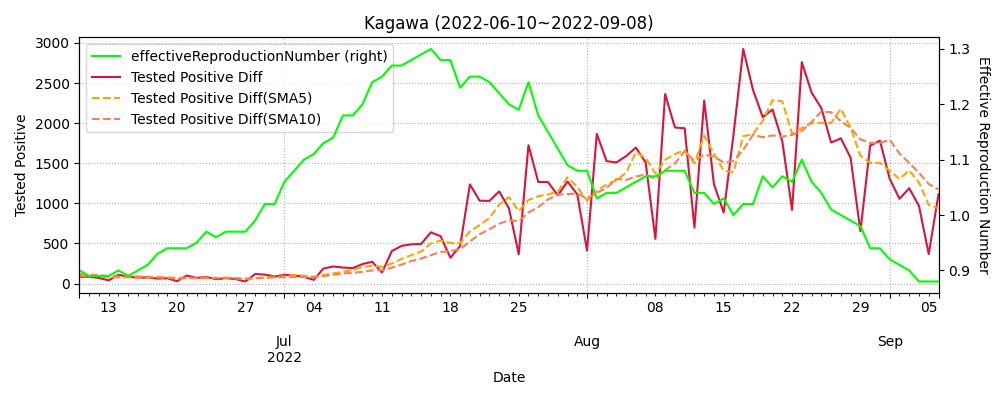 Kagawa (2022-06-10~2022-09-08)
effectiveReproductionNumber (right)
Tested Positive Diff
Tested Positive Diff(SMA5)
Tested Positive Diff(SMA10)
Tested Positive
3000
2500
2000
1500
1000
500
0
1.3
1.2
1.1
1.0
0.9
Effective Reproduction Number
13 20 27 04 11 18 25 08 15 22 29 05
Jul Aug Sep
2022
Date